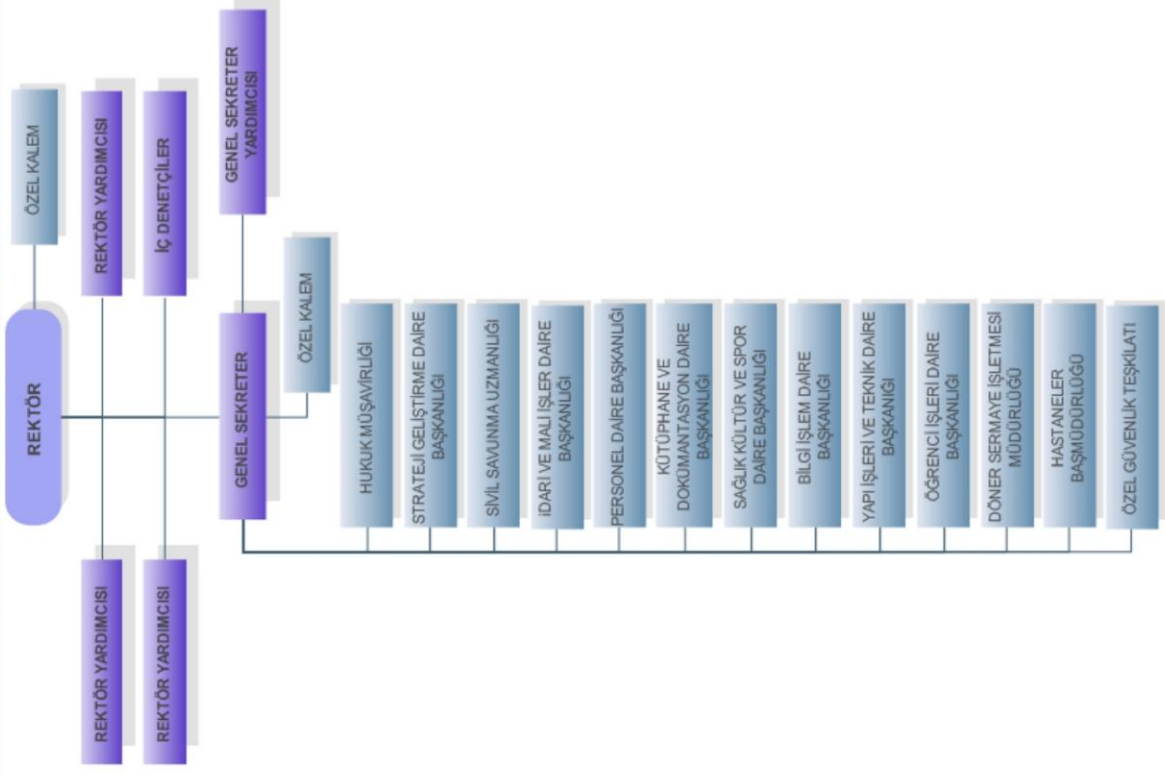 REKTÖR
ÖZEL KALEM
REKTÖR YARDIMCISI
REKTÖR YARDIMCISI
REKTÖR YARDIMCISI
İÇ DENETÇİLER
GENEL SEKRETER
GENEL SEKRETER
YARDIMCISI
ÖZEL KALEM
HUKUK MÜŞAVİRLİĞİ
STRATEJİ GELİŞTİRME DAİRE
BAŞKANLIĞI
SİVİL SAVUNMA UZMANLIĞI
İDARİ VE MALİ İŞLER DAİRE
BAŞKANLIĞI
PERSONEL DAİRE BAŞKANLIĞI
KÜTÜPHANE VE
DOKÜMANTASYON DAİRE
BAŞKANLIĞI
SAĞLIK KÜLTÜR VE SPOR
DAİRE BAŞKANLIĞI
BİLGİ İŞLEM DAİRE
BAŞKANLIĞI
YAPI İŞLERİ VE TEKNİK DAİRE
BAŞKANIĞI
ÖĞRENCİ İŞLERİ DAİRE
BAŞKANLIĞI
DÖNER SERMAYE İŞLETMESİ
MÜDÜRLÜĞÜ
HASTANELER
BAŞMÜDÜRLÜĞÜ
ÖZEL GÜVENLİK TEŞKİLATI